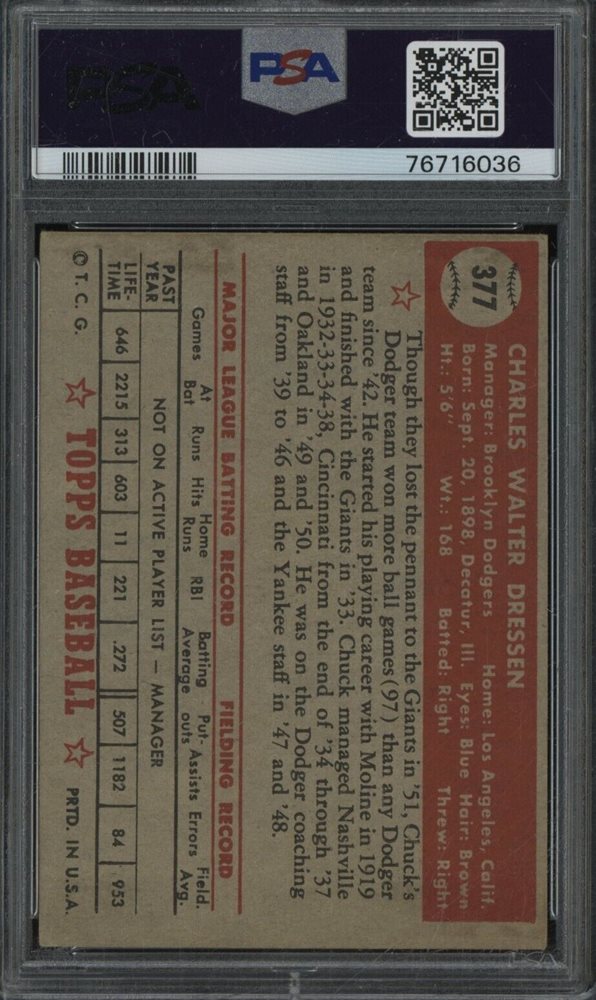 PSA
PSA
76716036
377
CHARLES WALTER DRESSEN
Manager: Brooklyn Dodgers Home: Los Angeles, Calif.
Born: Sept. 20, 1898, Decatur, Ill. Eyes: Blue Hair: Brown
Ht.: 5'6" Wt.: 168 Batted: Right Threw: Right
Though they lost the pennant to the Giants in '51, Chuck's
Dodger team won more ball games (97) than any Dodger
team since '42. He started his playing career with Moline in 1919
and finished with the Giants in '33. Chuck managed Nashville
in 1932-33-34-38, Cincinnati from the end of '34 through '37
and Oakland in '49 and '50. He was on the Dodger coaching
staff from '39 to '46 and the Yankee staff in '47 and '48.
MAJOR LEAGUE BATTING RECORD FIELDING RECORD
Games At Bat Runs Hits Home Runs RBI Batting Average Put-outs Assists Errors Field. Avg.
PAST YEAR NOT ON ACTIVE PLAYER LIST — MANAGER
LIFE-TIME 646 2215 313 603 11 221 .272 507 1182 84 953
© T. C. G. TOPPS BASEBALL PRTD. IN U.S.A.